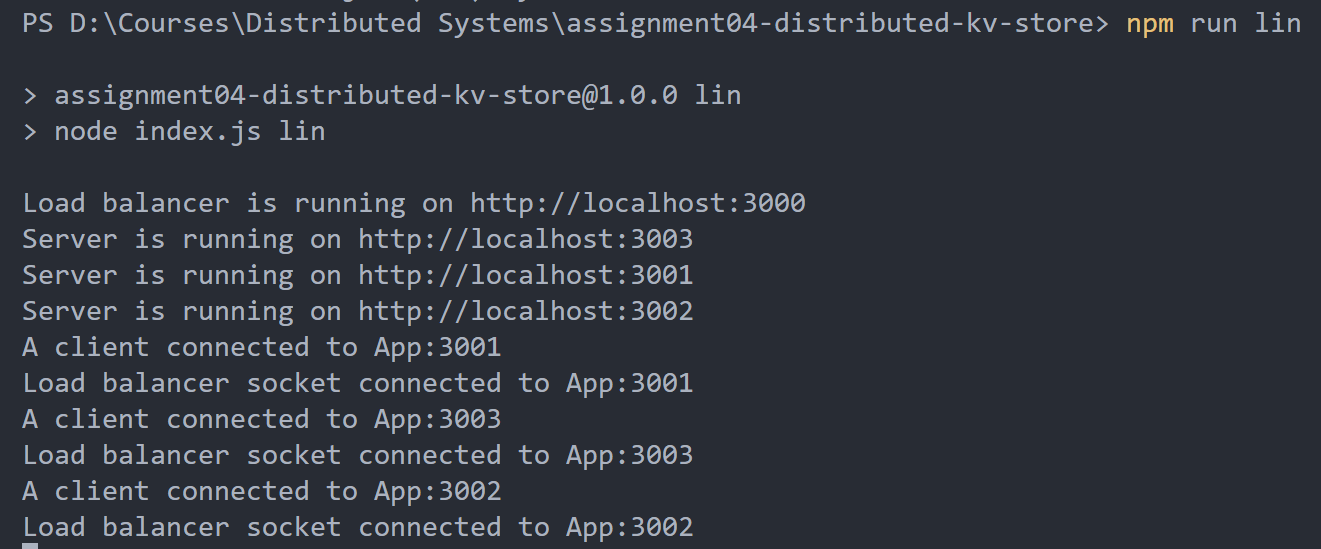 PS D:\Courses\Distributed Systems\assignment04-distributed-kv-store> npm run lin
> assignment04-distributed-kv-store@1.0.0 lin
> node index.js lin
Load balancer is running on http://localhost:3000
Server is running on http://localhost:3003
Server is running on http://localhost:3001
Server is running on http://localhost:3002
A client connected to App:3001
Load balancer socket connected to App:3001
A client connected to App:3003
Load balancer socket connected to App:3003
A client connected to App:3002
Load balancer socket connected to App:3002